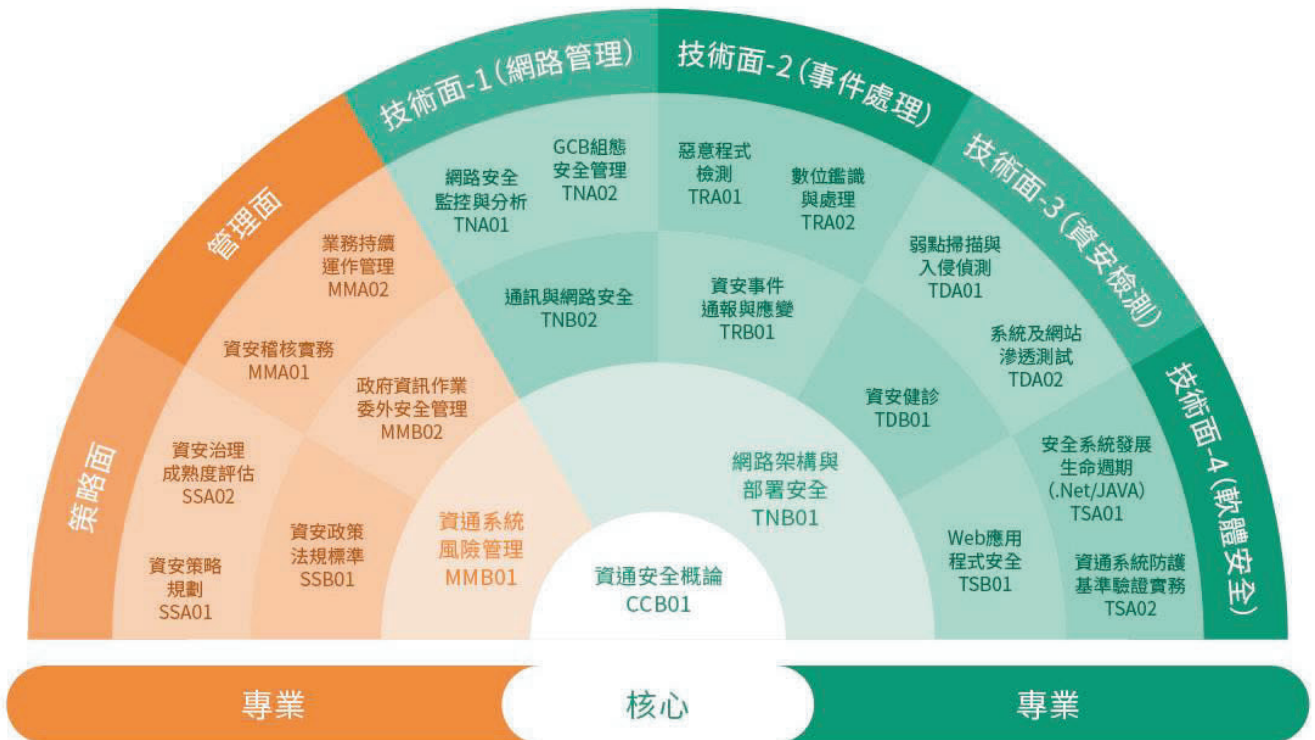 技術面-1(網路管理)
技術面-2(事件處理)
技術面-3(資安檢測)
技術面-4(軟體安全)
管理面
策略面
GCB組態
安全管理
TNA02
網路安全
監控與分析
TNA01
惡意程式
檢測
TRA01
數位鑑識
與處理
TRA02
業務持續
運作管理
MMA02
弱點掃描與
入侵偵測
TDA01
通訊與網路安全
TNB02
資安事件
通報與應變
TRB01
資安稽核實務
MMA01
系統及網站
滲透測試
TDA02
政府資訊作業
委外安全管理
MMB02
資安健診
TDB01
資安治理
成熟度評估
SSA02
安全系統發展
生命週期
(.Net/JAVA)
TSA01
網路架構與
部署安全
TNB01
資安政策
法規標準
SSB01
資通系統
風險管理
MMB01
Web應用
程式安全
TSB01
資安策略
規劃
SSA01
資通系統防護
基準驗證實務
TSA02
資通安全概論
CCB01
專業
核心
專業